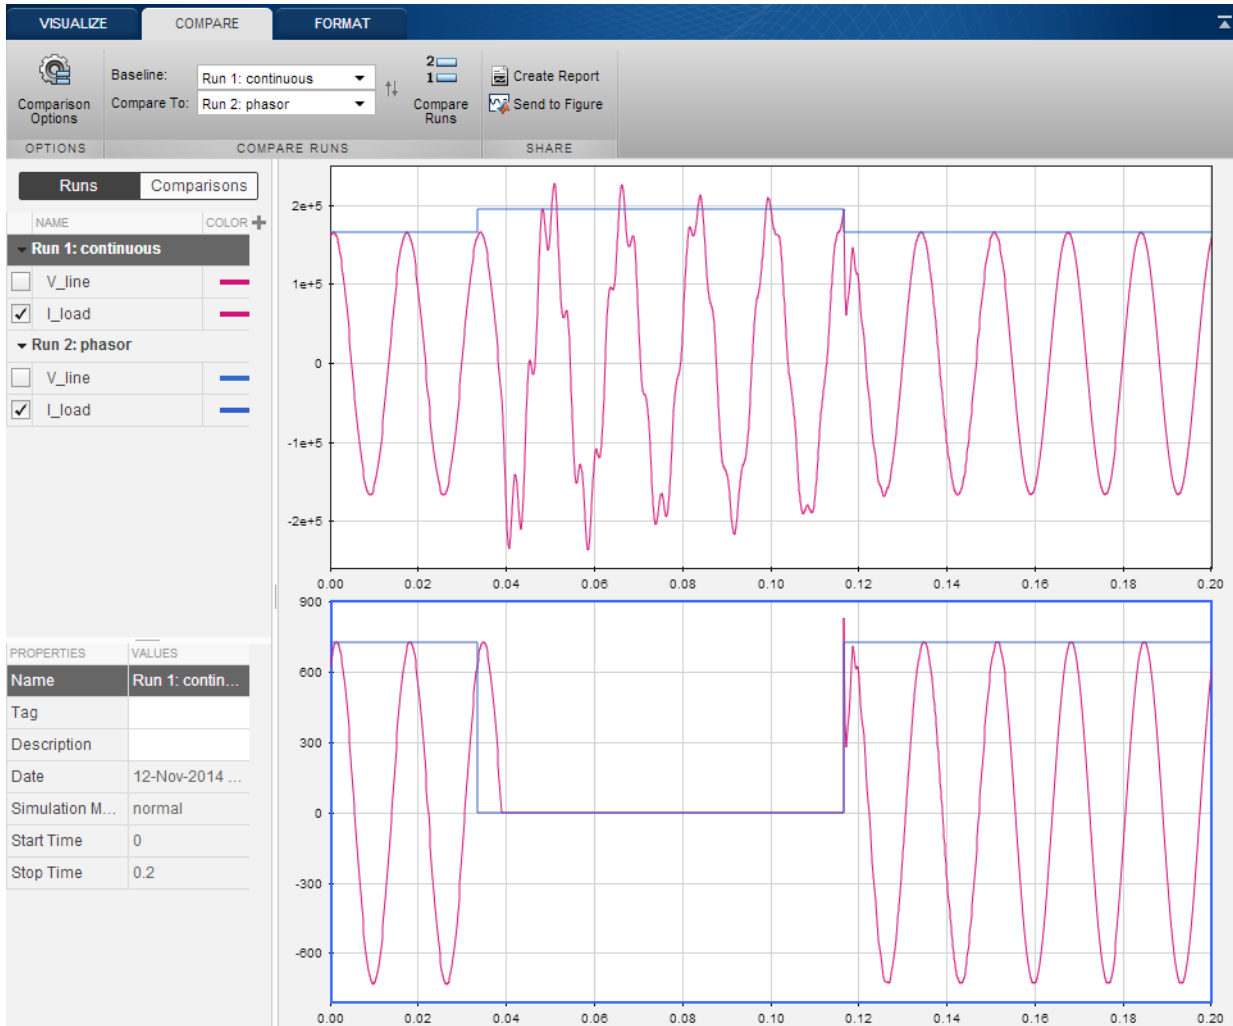 VISUALIZE COMPARE FORMAT
Baseline: Run 1: continuous
Compare To: Run 2: phasor
Comparison Options
2
1
Compare Runs
Create Report
Send to Figure
OPTIONS COMPARE RUNS SHARE
Runs Comparisons
NAME COLOR
Run 1: continuous
V_line
I_load
Run 2: phasor
V_line
I_load
PROPERTIES VALUES
Name Run 1: contin...
Tag
Description
Date 12-Nov-2014 ...
Simulation M... normal
Start Time 0
Stop Time 0.2
2e+5
1e+5
0
-1e+5
-2e+5
0.00 0.02 0.04 0.06 0.08 0.10 0.12 0.14 0.16 0.18 0.20
900
600
300
0
-300
-600
0.00 0.02 0.04 0.06 0.08 0.10 0.12 0.14 0.16 0.18 0.20